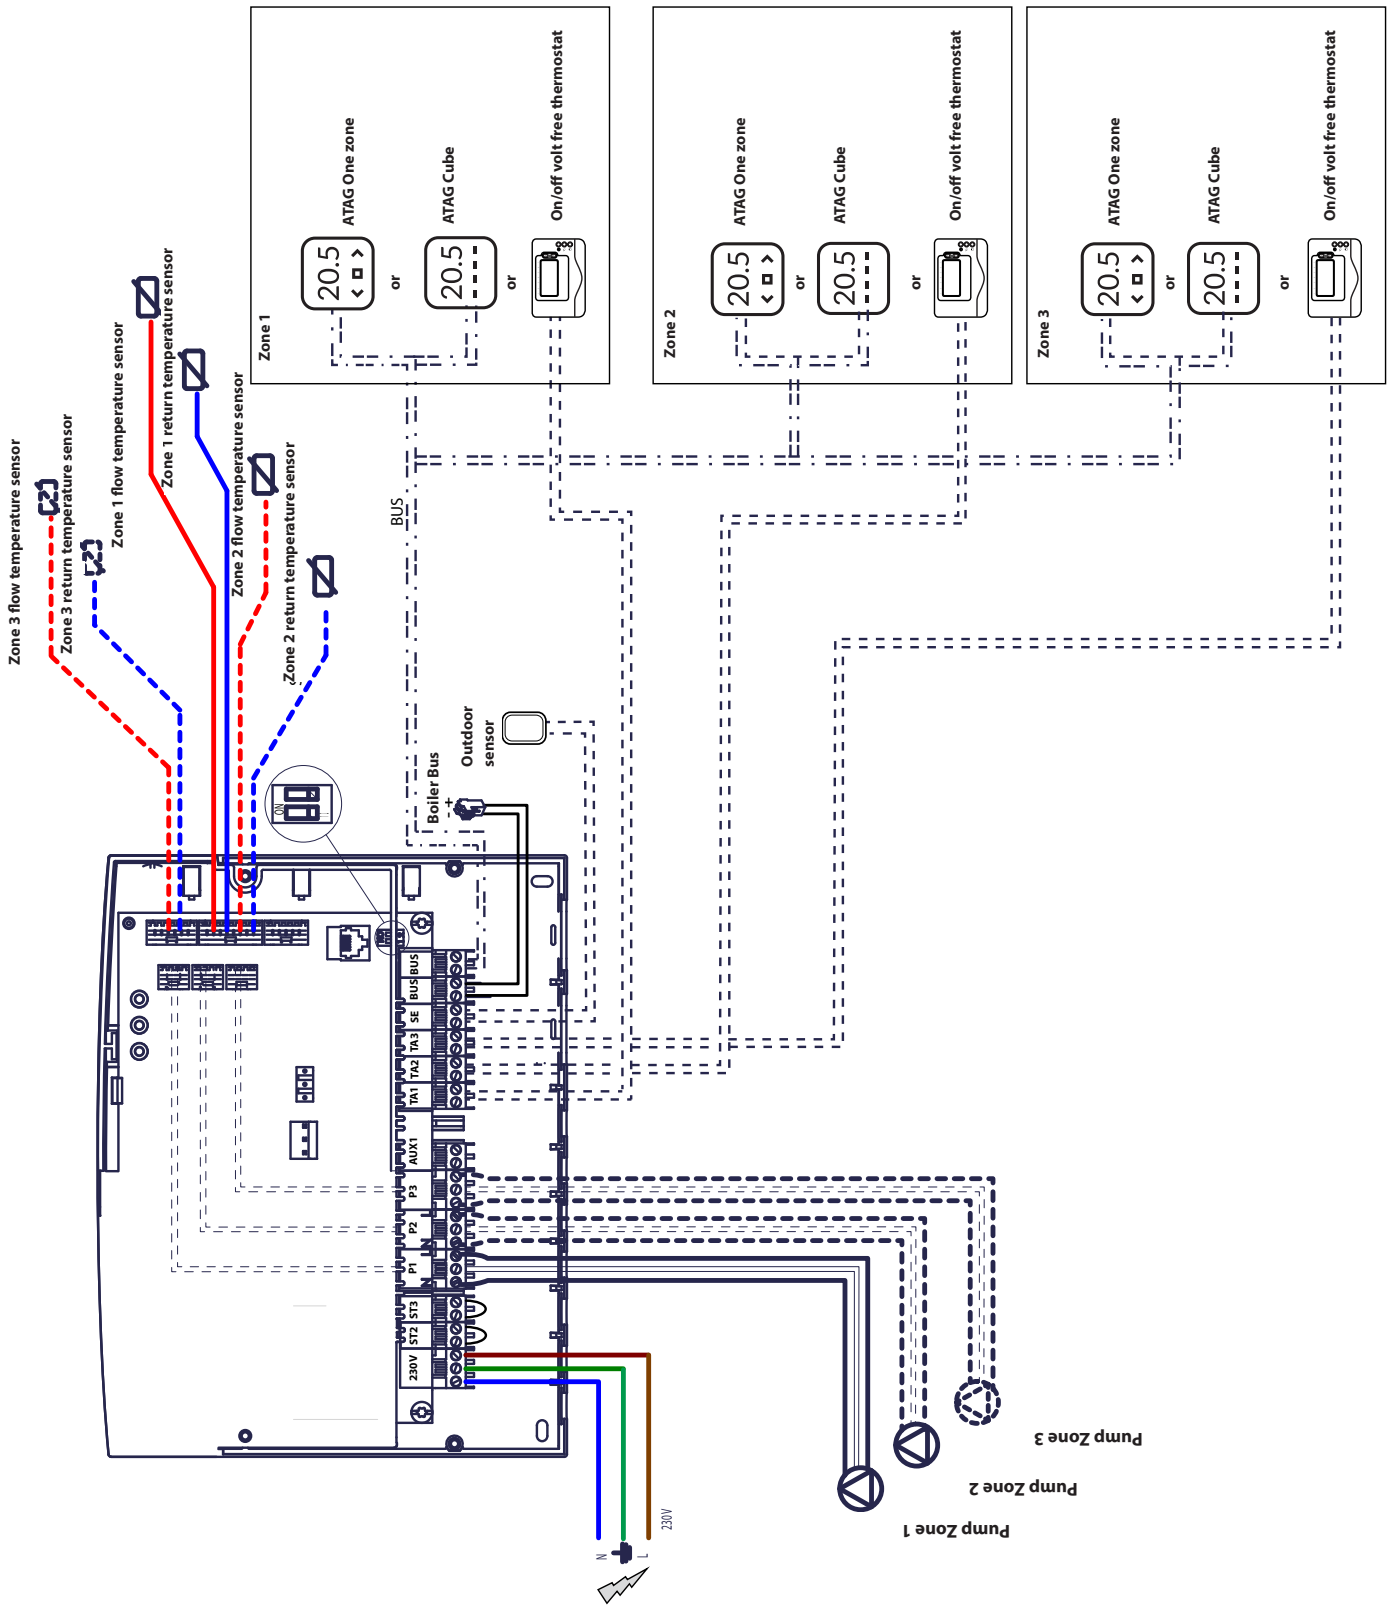 Zone 3 flow temperature sensor
Zone 3 return temperature sensor
Zone 1 flow temperature sensor
Zone 1 return temperature sensor
Zone 2 flow temperature sensor
Zone 2 return temperature sensor
Zone 1
20.5
ATAG One zone
or
20.5
ATAG Cube
or
On/off volt free thermostat
Zone 2
20.5
ATAG One zone
or
20.5
ATAG Cube
or
On/off volt free thermostat
Zone 3
20.5
ATAG One zone
or
20.5
ATAG Cube
or
On/off volt free thermostat
BUS
Boiler Bus
- +
Outdoor
sensor
ON
BUS
BUS
SE
TA3
TA2
TA1
AUX1
P3
P2
P1
ST3
ST2
230V
L
N
L
N
N
L
230V
Pump Zone 1
Pump Zone 2
Pump Zone 3